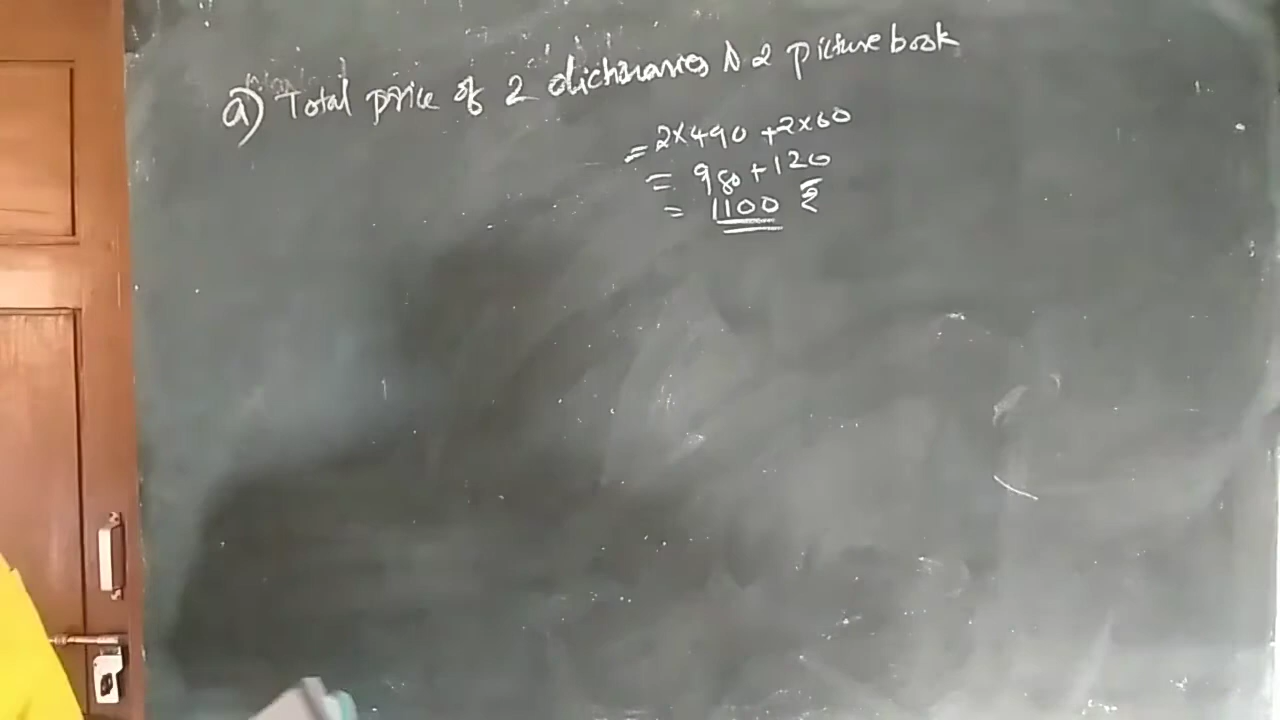 a) Total price of 2 dictionaries & 2 picture book
= 2×490 + 2×60
= 980 + 120
= 1100 ₹